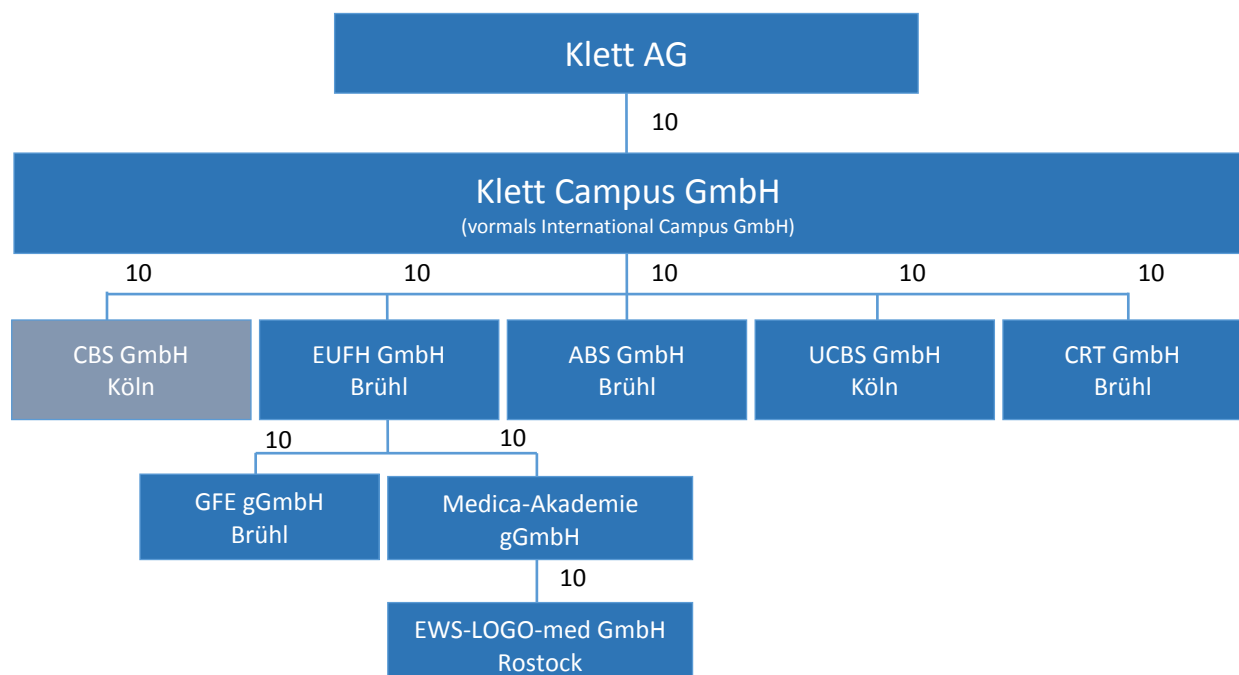 Klett AG
10
Klett Campus GmbH
(vormals International Campus GmbH)
10 10 10 10 10
CBS GmbH
Köln
EUFH GmbH
Brühl
ABS GmbH
Brühl
UCBS GmbH
Köln
CRT GmbH
Brühl
10 10
GFE gGmbH
Brühl
Medica-Akademie
gGmbH
10
EWS-LOGO-med GmbH
Rostock